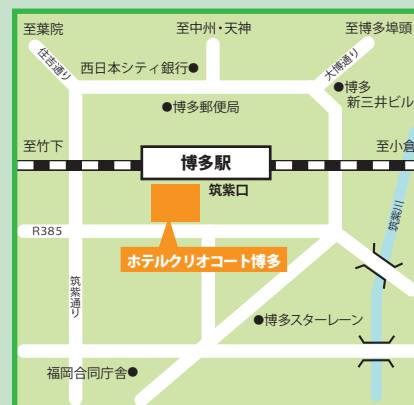 至葉院
至中州・天神
至博多埠頭
住吉通り
大博通り
西日本シティ銀行●
●博多
新三井ビル
●博多郵便局
至竹下
至小倉
博多駅
筑紫口
筑紫川
R385
ホテルクリオコート博多
筑紫通り
●博多スターレーン
福岡合同庁舎●